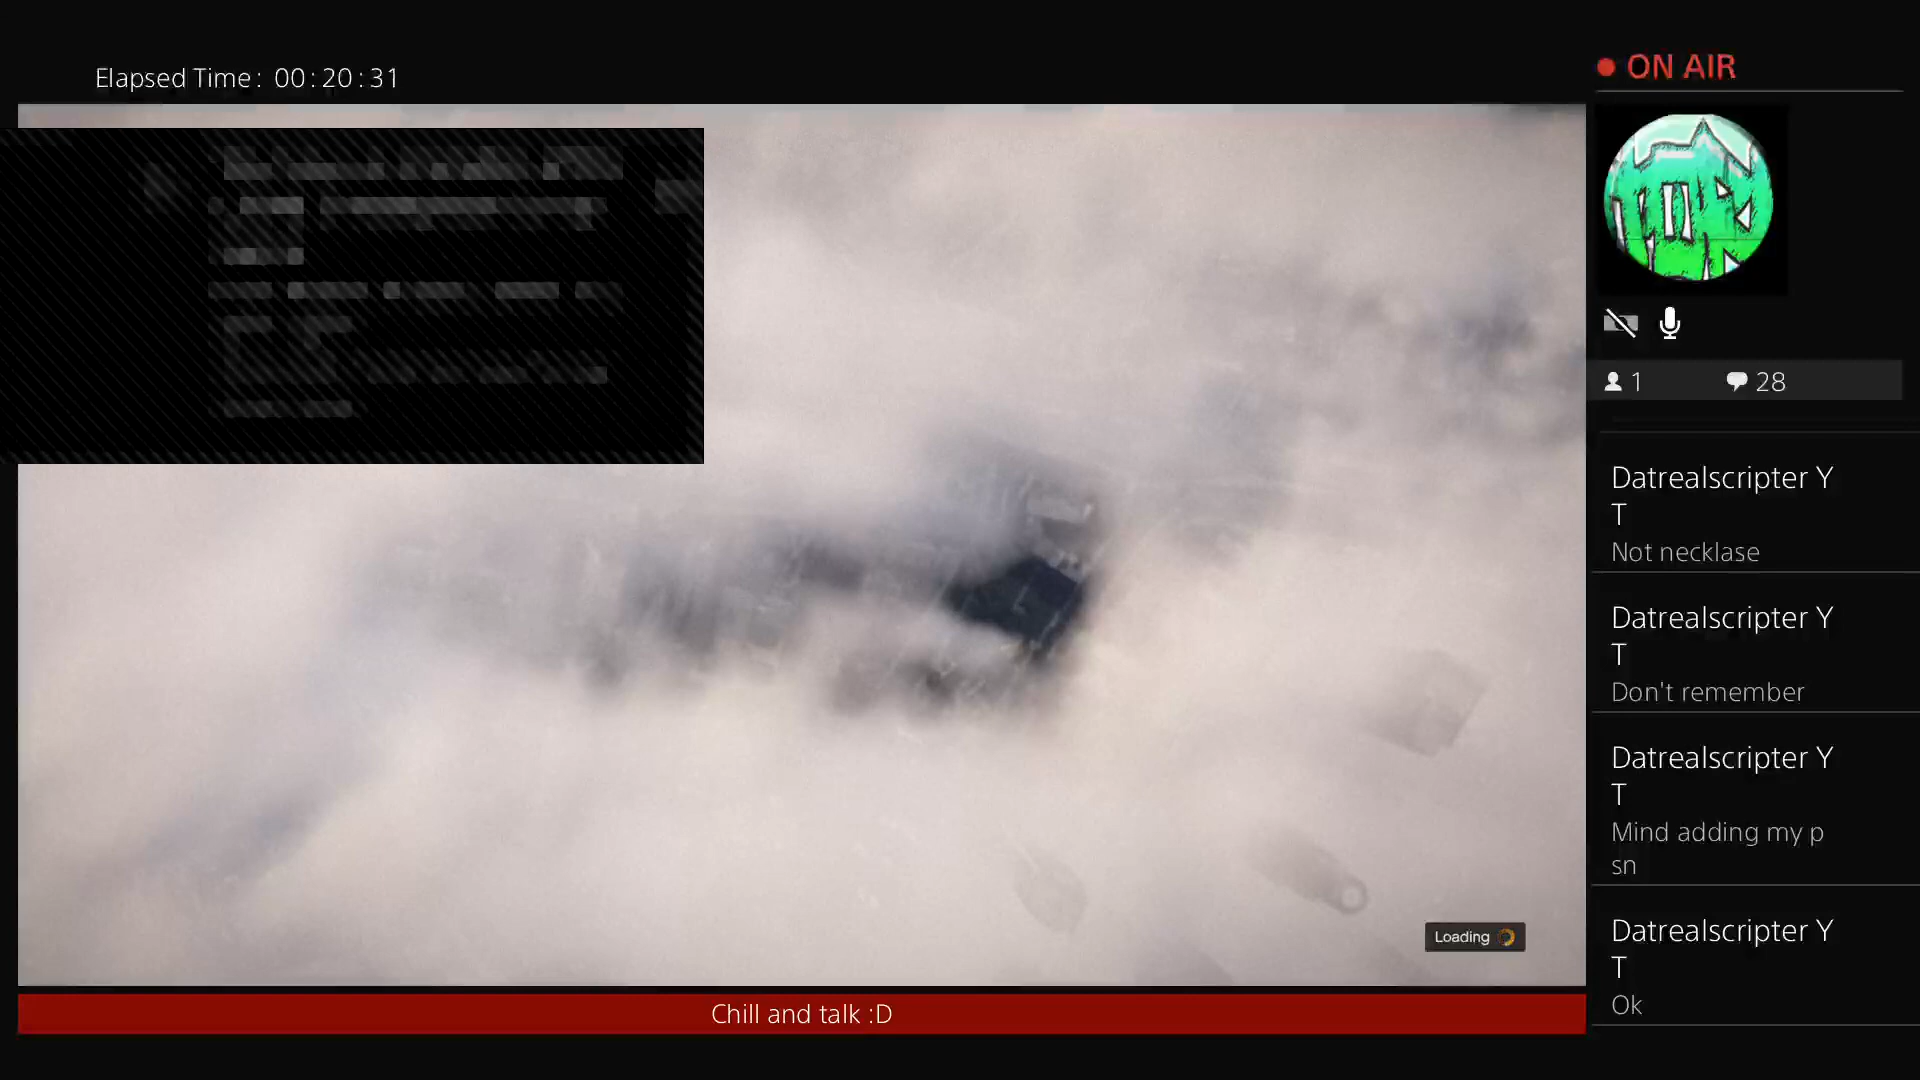 Elapsed Time: 00:20:31
ON AIR
1
28
Datrealscripter Y
T
Not necklase
Datrealscripter Y
T
Don't remember
Datrealscripter Y
T
Mind adding my p
sn
Datrealscripter Y
T
Ok
Loading
Chill and talk :D